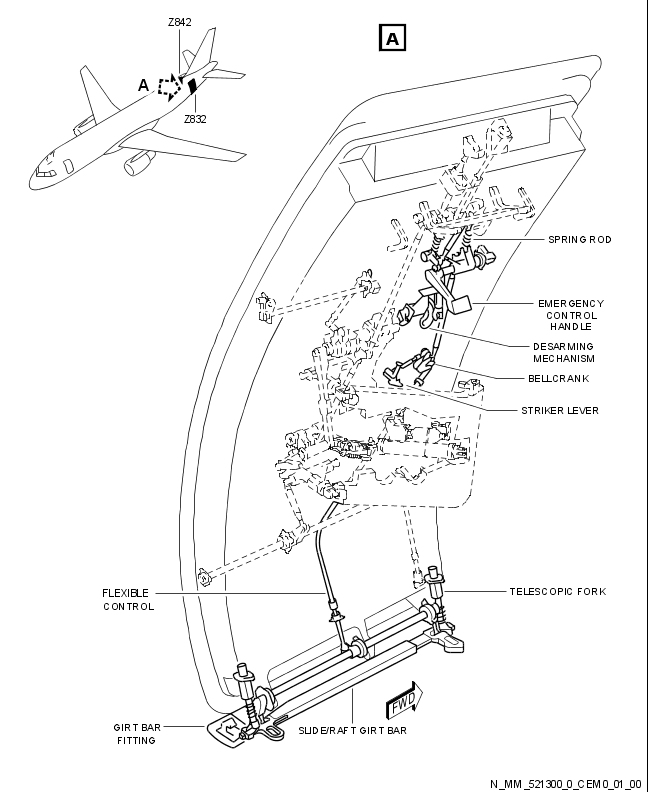 Z842
A
A
Z832
SPRING ROD
EMERGENCY
CONTROL
HANDLE
DESARMING
MECHANISM
BELLCRANK
STRIKER LEVER
FLEXIBLE
CONTROL
TELESCOPIC FORK
FWD
GIRT BAR
FITTING
SLIDE/RAFT GIRT BAR
N_MM_521300_0_CEM0_01_00